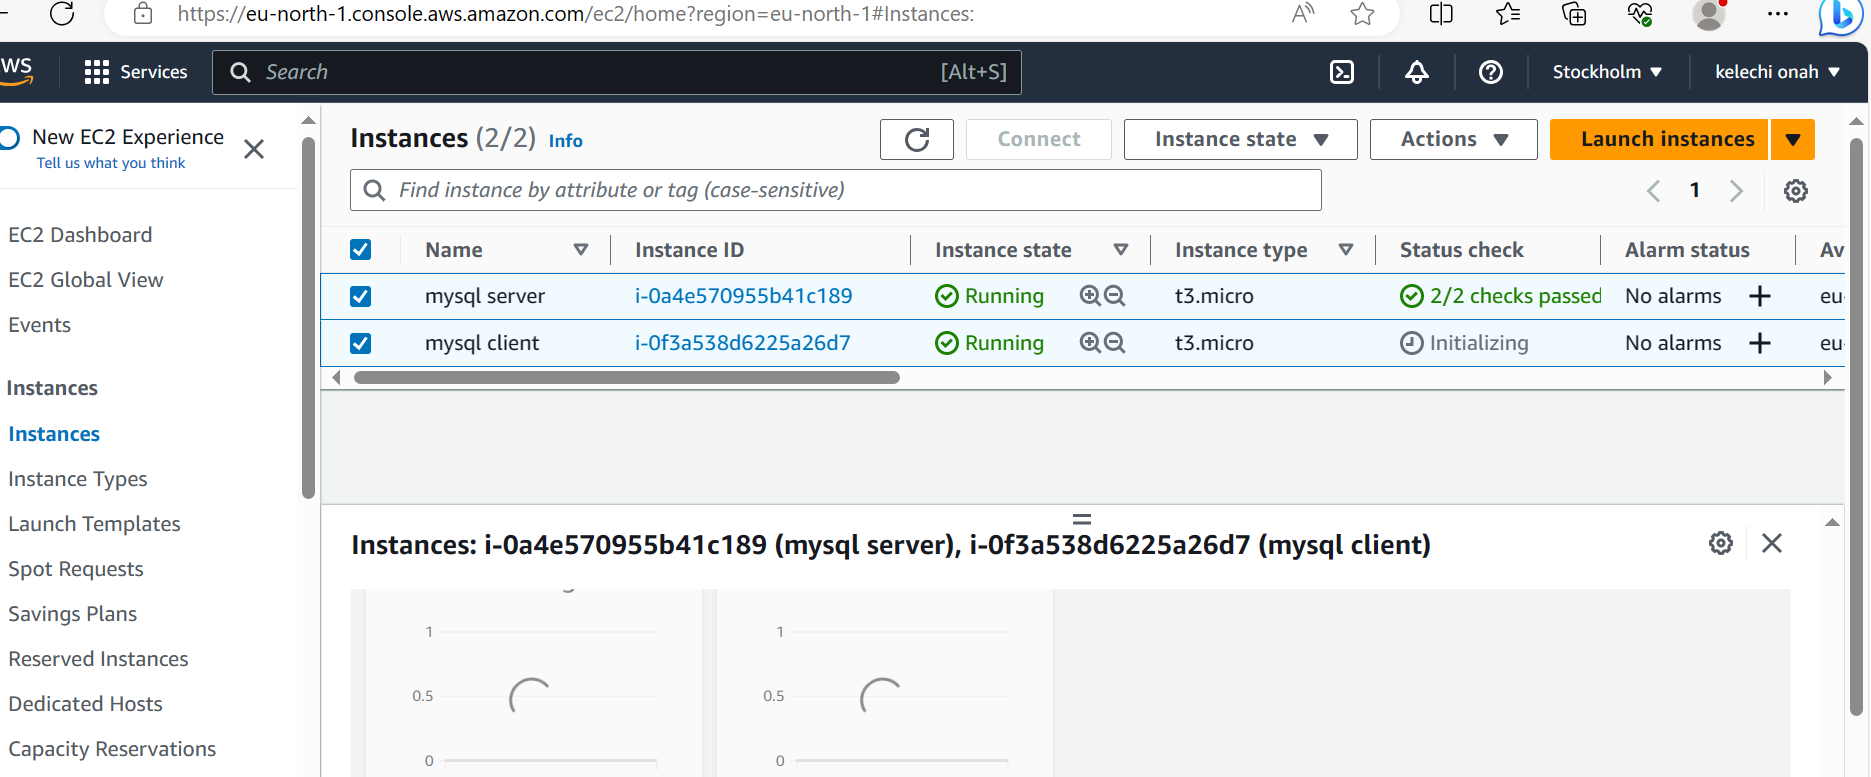 https://eu-north-1.console.aws.amazon.com/ec2/home?region=eu-north-1#Instances:
Services
Search
[Alt+S]
Stockholm
kelechi onah
New EC2 Experience
Tell us what you think
EC2 Dashboard
EC2 Global View
Events
Instances
Instances
Instance Types
Launch Templates
Spot Requests
Savings Plans
Reserved Instances
Dedicated Hosts
Capacity Reservations
Instances (2/2) Info
Connect
Instance state
Actions
Launch instances
Find instance by attribute or tag (case-sensitive)
1
Name Instance ID Instance state Instance type Status check Alarm status Av
mysql server i-0a4e570955b41c189 Running t3.micro 2/2 checks passed No alarms + eu-
mysql client i-0f3a538d6225a26d7 Running t3.micro Initializing No alarms + eu-
Instances: i-0a4e570955b41c189 (mysql server), i-0f3a538d6225a26d7 (mysql client)
1
0.5
0
1
0.5
0